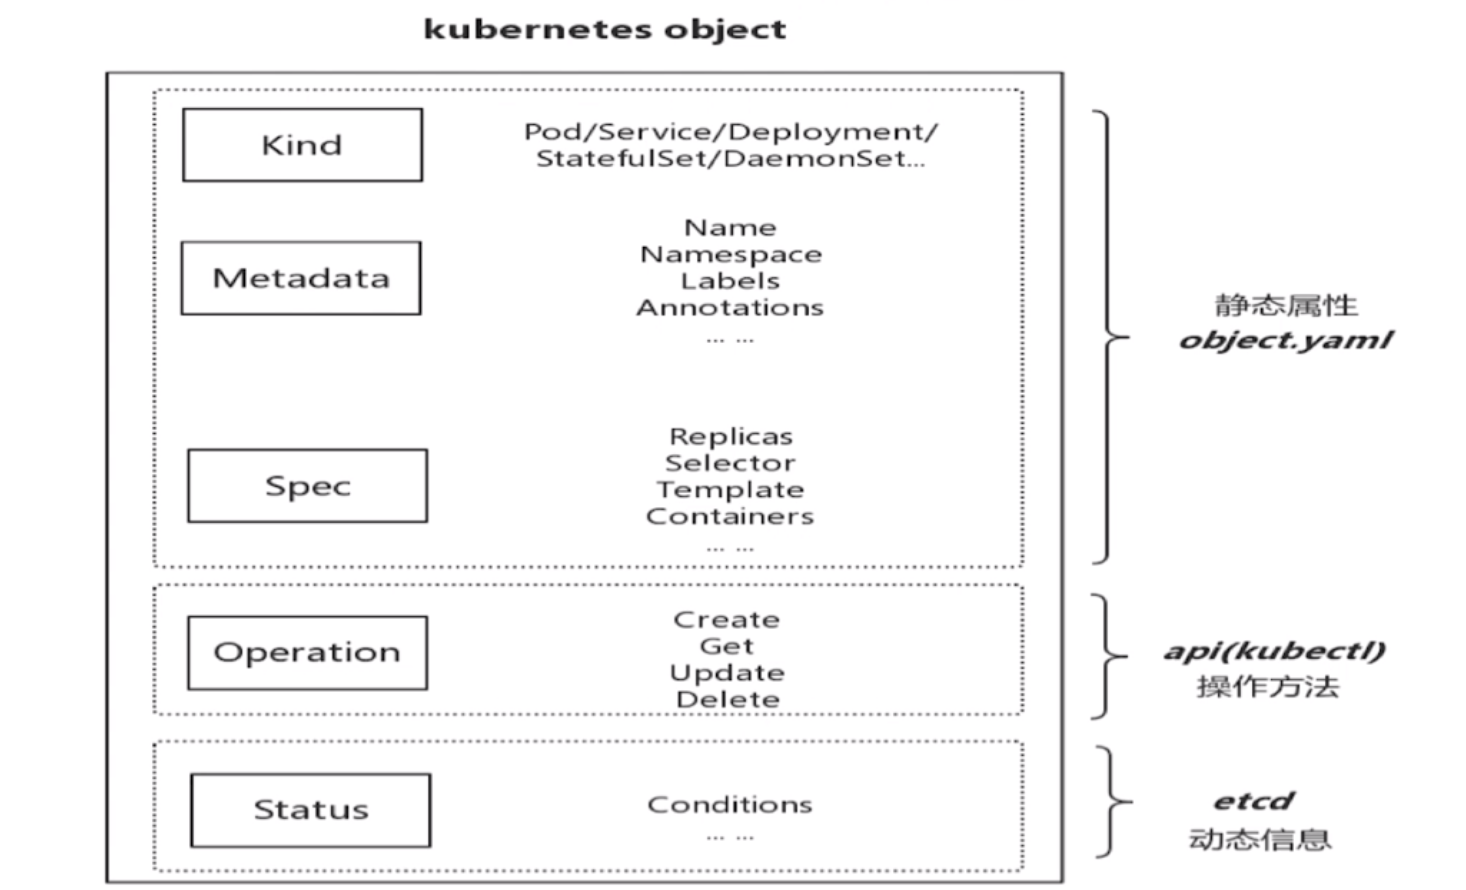 kubernetes object
Kind
Pod/Service/Deployment/
StatefulSet/DaemonSet...
Metadata
Name
Namespace
Labels
Annotations
... ...
静态属性
object.yaml
Spec
Replicas
Selector
Template
Containers
... ...
Operation
Create
Get
Update
Delete
api(kubectl)
操作方法
Status
Conditions
... ...
etcd
动态信息